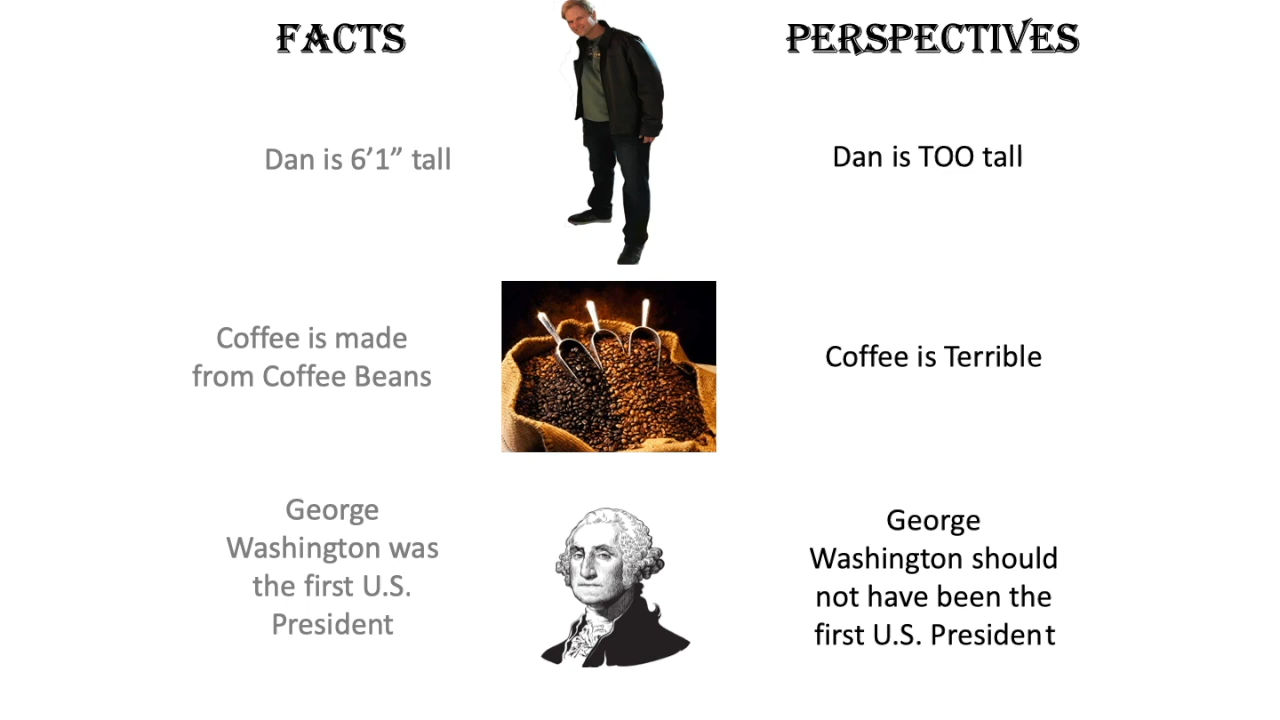 FACTS
PERSPECTIVES
Dan is 6’1” tall
Dan is TOO tall
Coffee is made
from Coffee Beans
Coffee is Terrible
George
Washington was
the first U.S.
President
George
Washington should
not have been the
first U.S. President